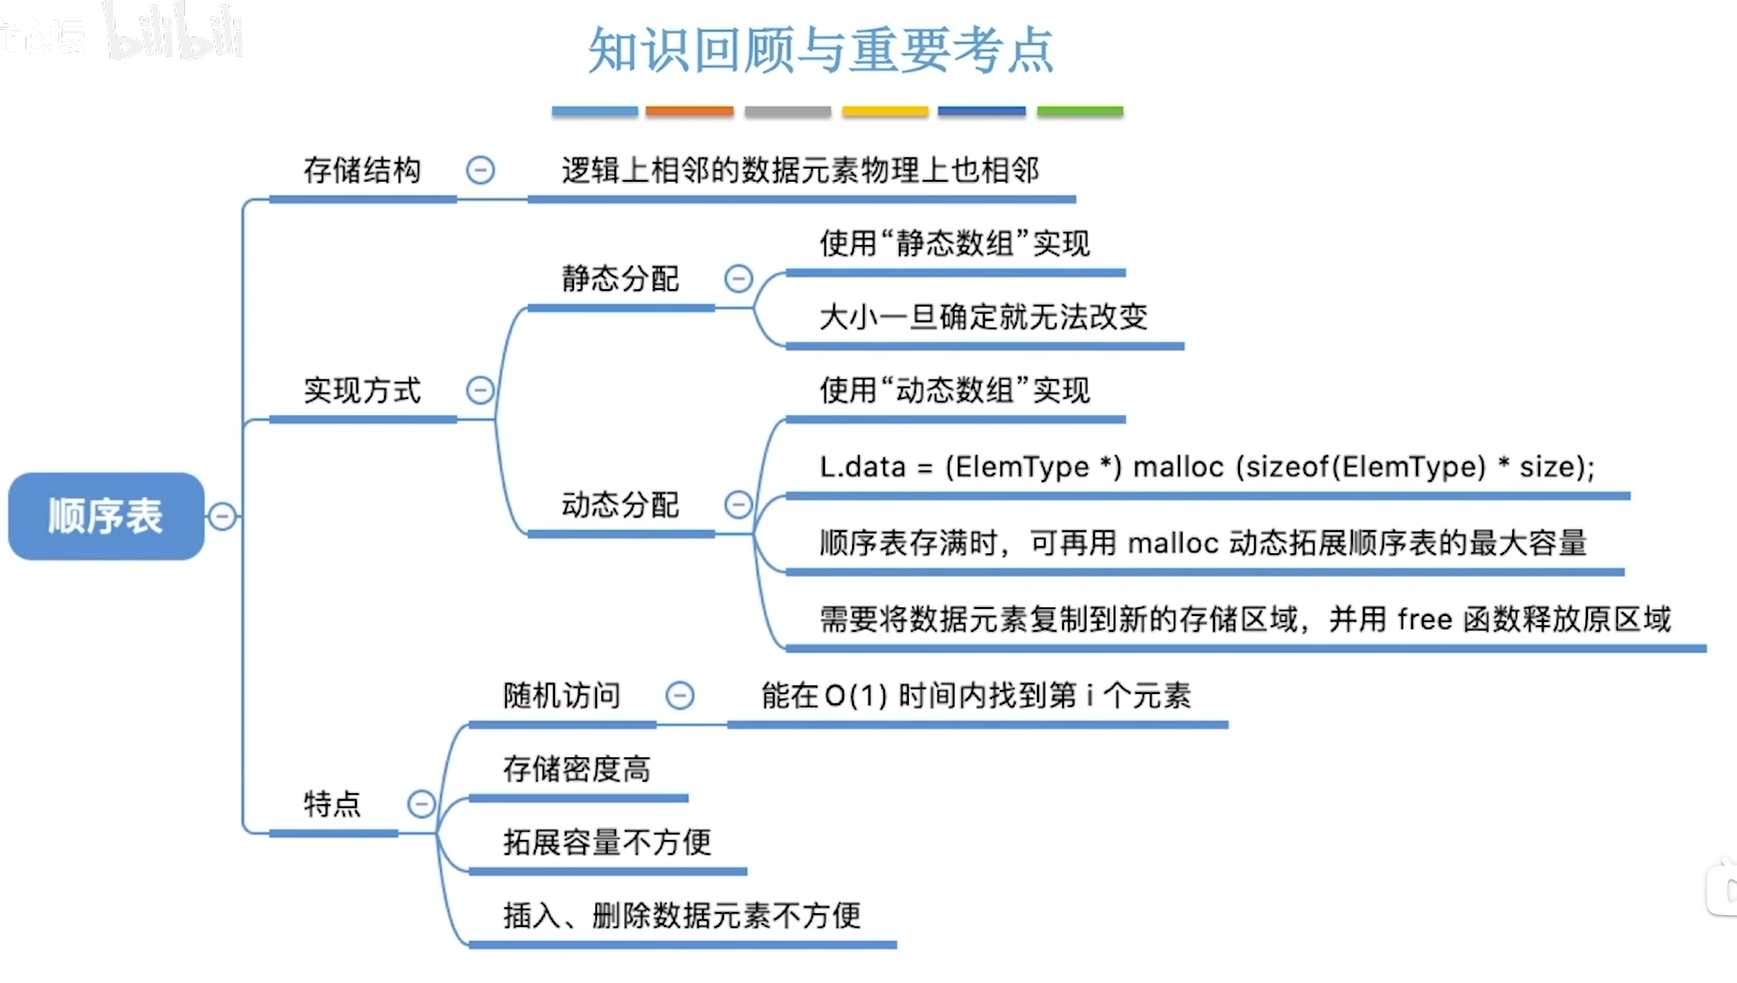 bilibili
知识回顾与重要考点
存储结构
逻辑上相邻的数据元素物理上也相邻
实现方式
静态分配
使用“静态数组”实现
大小一旦确定就无法改变
动态分配
使用“动态数组”实现
L.data = (ElemType *) malloc (sizeof(ElemType) * size);
顺序表存满时，可再用 malloc 动态拓展顺序表的最大容量
需要将数据元素复制到新的存储区域，并用 free 函数释放原区域
顺序表
特点
随机访问
能在 O(1) 时间内找到第 i 个元素
存储密度高
拓展容量不方便
插入、删除数据元素不方便